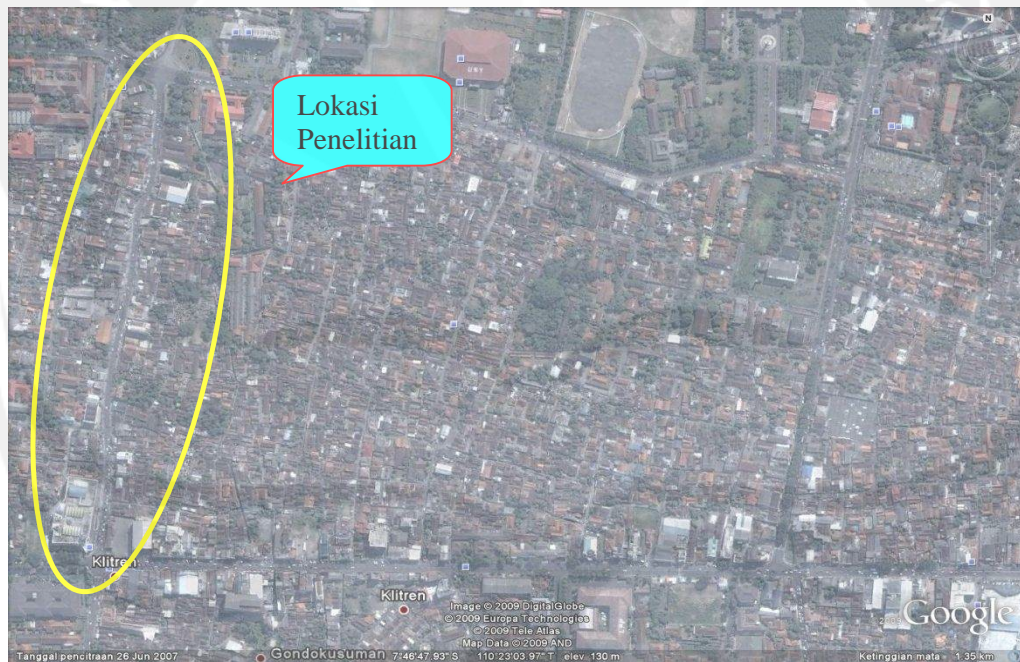 N
Lokasi
Penelitian
Klitren
Klitren
Image © 2009 DigitalGlobe
© 2009 Europa Technologies
© 2009 Tele Atlas
Map Data © 2009 AND
Google
Tanggal pencitraan 26 Jun 2007
Gondokusuman
7°46'47.93"S 110°23'03.97"T elev 130 m
Ketinggian mata 1.35 km